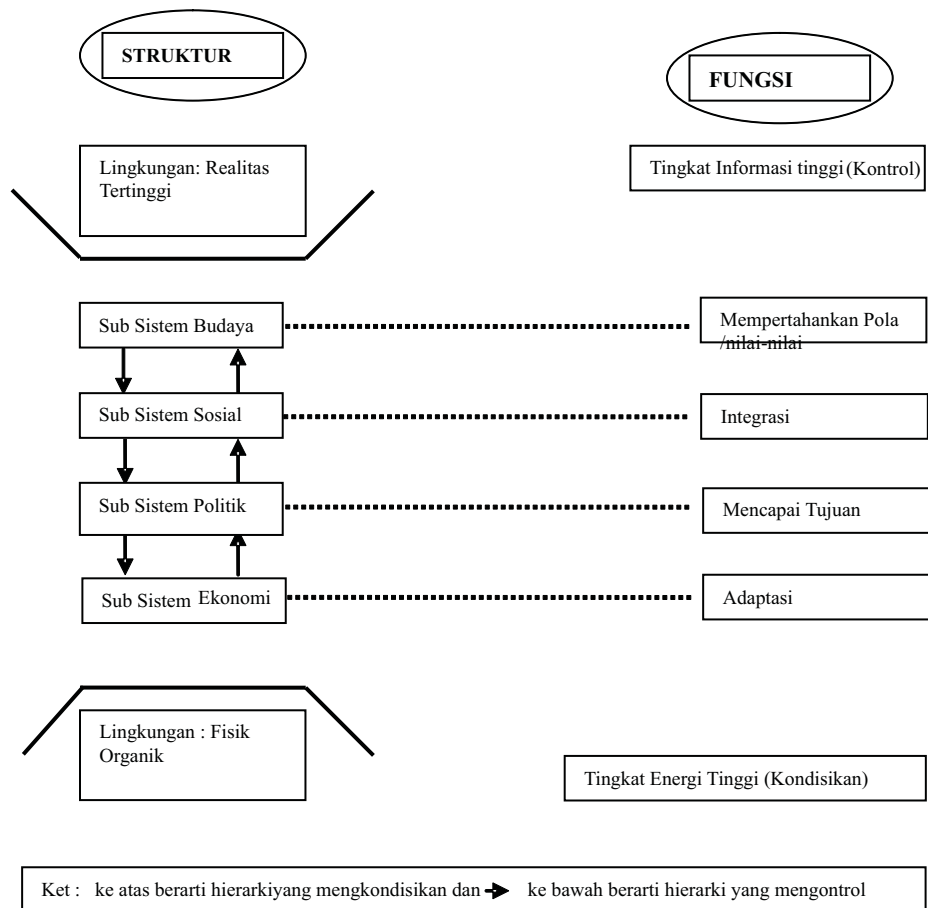 STRUKTUR
FUNGSI
Lingkungan: Realitas
Tertinggi
Tingkat Informasi tinggi (Kontrol)
Sub Sistem Budaya
Mempertahankan Pola
/nilai-nilai
Sub Sistem Sosial
Integrasi
Sub Sistem Politik
Mencapai Tujuan
Sub Sistem Ekonomi
Adaptasi
Lingkungan : Fisik
Organik
Tingkat Energi Tinggi (Kondisikan)
Ket : ke atas berarti hierarkiyang mengkondisikan dan ke bawah berarti hierarki yang mengontrol